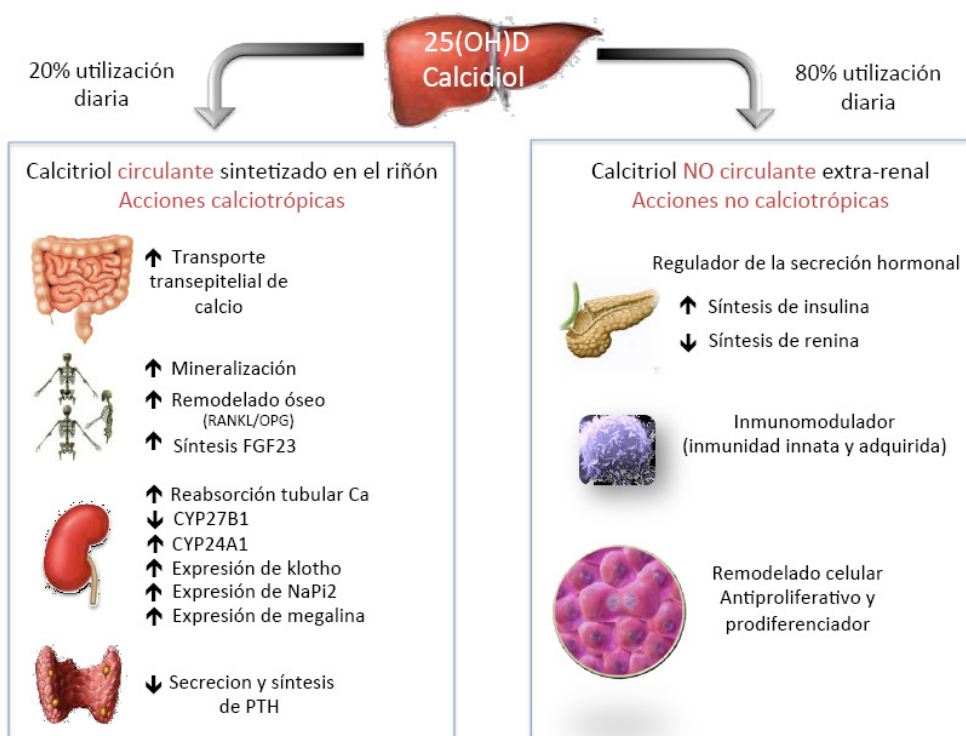 25(OH)D
Calcidiol
20% utilización
diaria
80% utilización
diaria
Calcitriol circulante sintetizado en el riñón
Acciones calciotrópicas
↑ Transporte
transepitelial de
calcio
↑ Mineralización
↑ Remodelado óseo
(RANKL/OPG)
↑ Síntesis FGF23
↑ Reabsorción tubular Ca
↓ CYP27B1
↑ CYP24A1
↑ Expresión de klotho
↑ Expresión de NaPi2
↑ Expresión de megalina
↓ Secrecion y síntesis
de PTH
Calcitriol NO circulante extra-renal
Acciones no calciotrópicas
Regulador de la secreción hormonal
↑ Síntesis de insulina
↓ Síntesis de renina
Inmunomodulador
(inmunidad innata y adquirida)
Remodelado celular
Antiproliferativo y
prodiferenciador